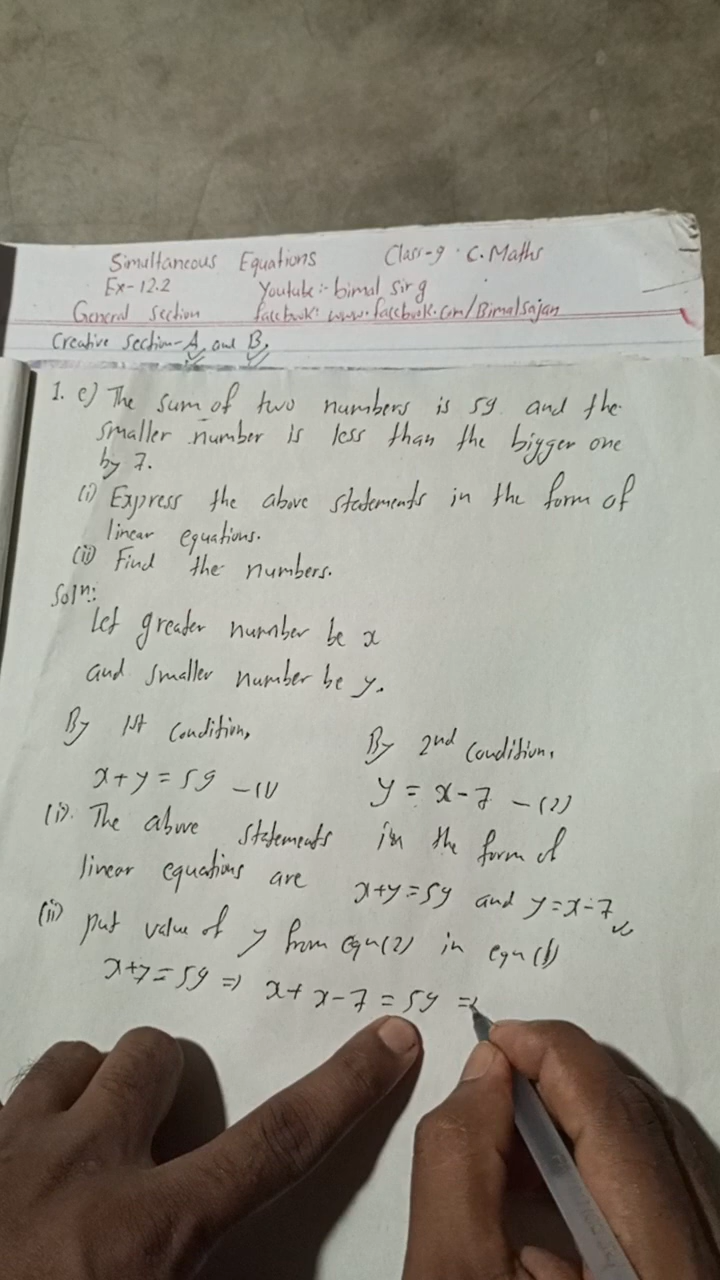 Simultaneous Equations Class-9 . C. Maths
Ex-12.2 Youtube:- bimal sir g
General section facebook: www.facebook.com/Bimalsajan
Creative section-A, and B,
1. c) The sum of two numbers is 59 and the
smaller number is less than the bigger one
by 7.
(i) Express the above statements in the form of
linear equations.
(ii) Find the numbers.
Solⁿ:
let greater number be x
and smaller number be y.
By 1st condition, By 2nd condition,
x+y = 59 -(1) y = x-7 -(2)
(i). The above statements in the form of
linear equations are x+y=59 and y=x-7
(ii) put value of y from eqn(2) in eqn(1)
x+y = 59 => x+ x-7 = 59 =>